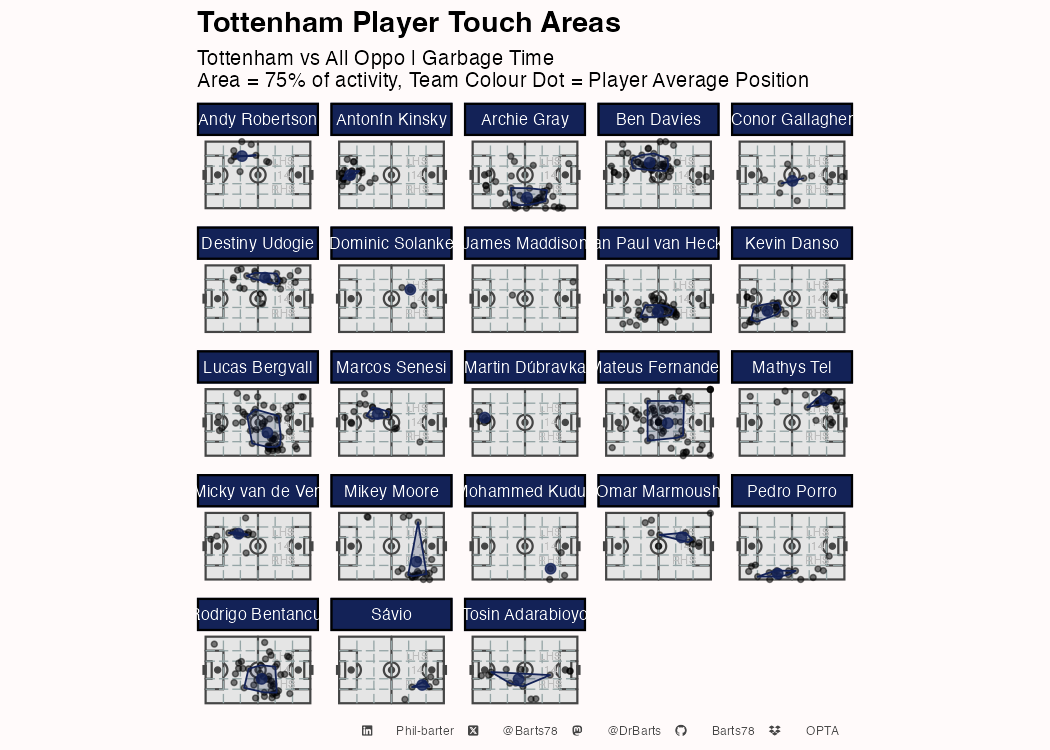 Tottenham Player Touch Areas
Tottenham vs All Oppo | Garbage Time
Area = 75% of activity, Team Colour Dot = Player Average Position
Andy Robertson Antonín Kinsky Archie Gray Ben Davies Conor Gallagher
Destiny Udogie Dominic Solanke James Maddison an Paul van Heck Kevin Danso
Lucas Bergvall Marcos Senesi Martin Dúbravka Mateus Fernande Mathys Tel
Micky van de Ven Mikey Moore Mohammed Kudu Omar Marmoush Pedro Porro
Rodrigo Bentancu Sávio Tosin Adarabioyo
Phil-barter @Barts78 @DrBarts Barts78 OPTA